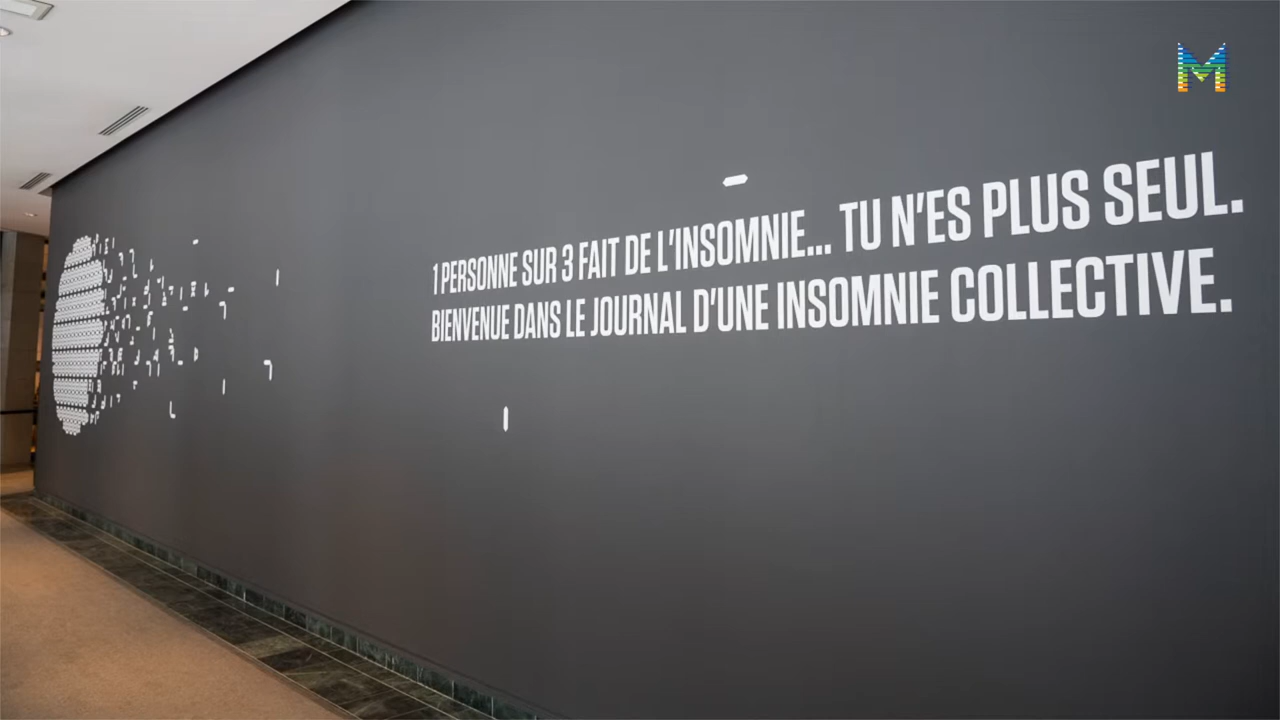 1 PERSONNE SUR 3 FAIT DE L'INSOMNIE... TU N'ES PLUS SEUL.
BIENVENUE DANS LE JOURNAL D'UNE INSOMNIE COLLECTIVE.
M